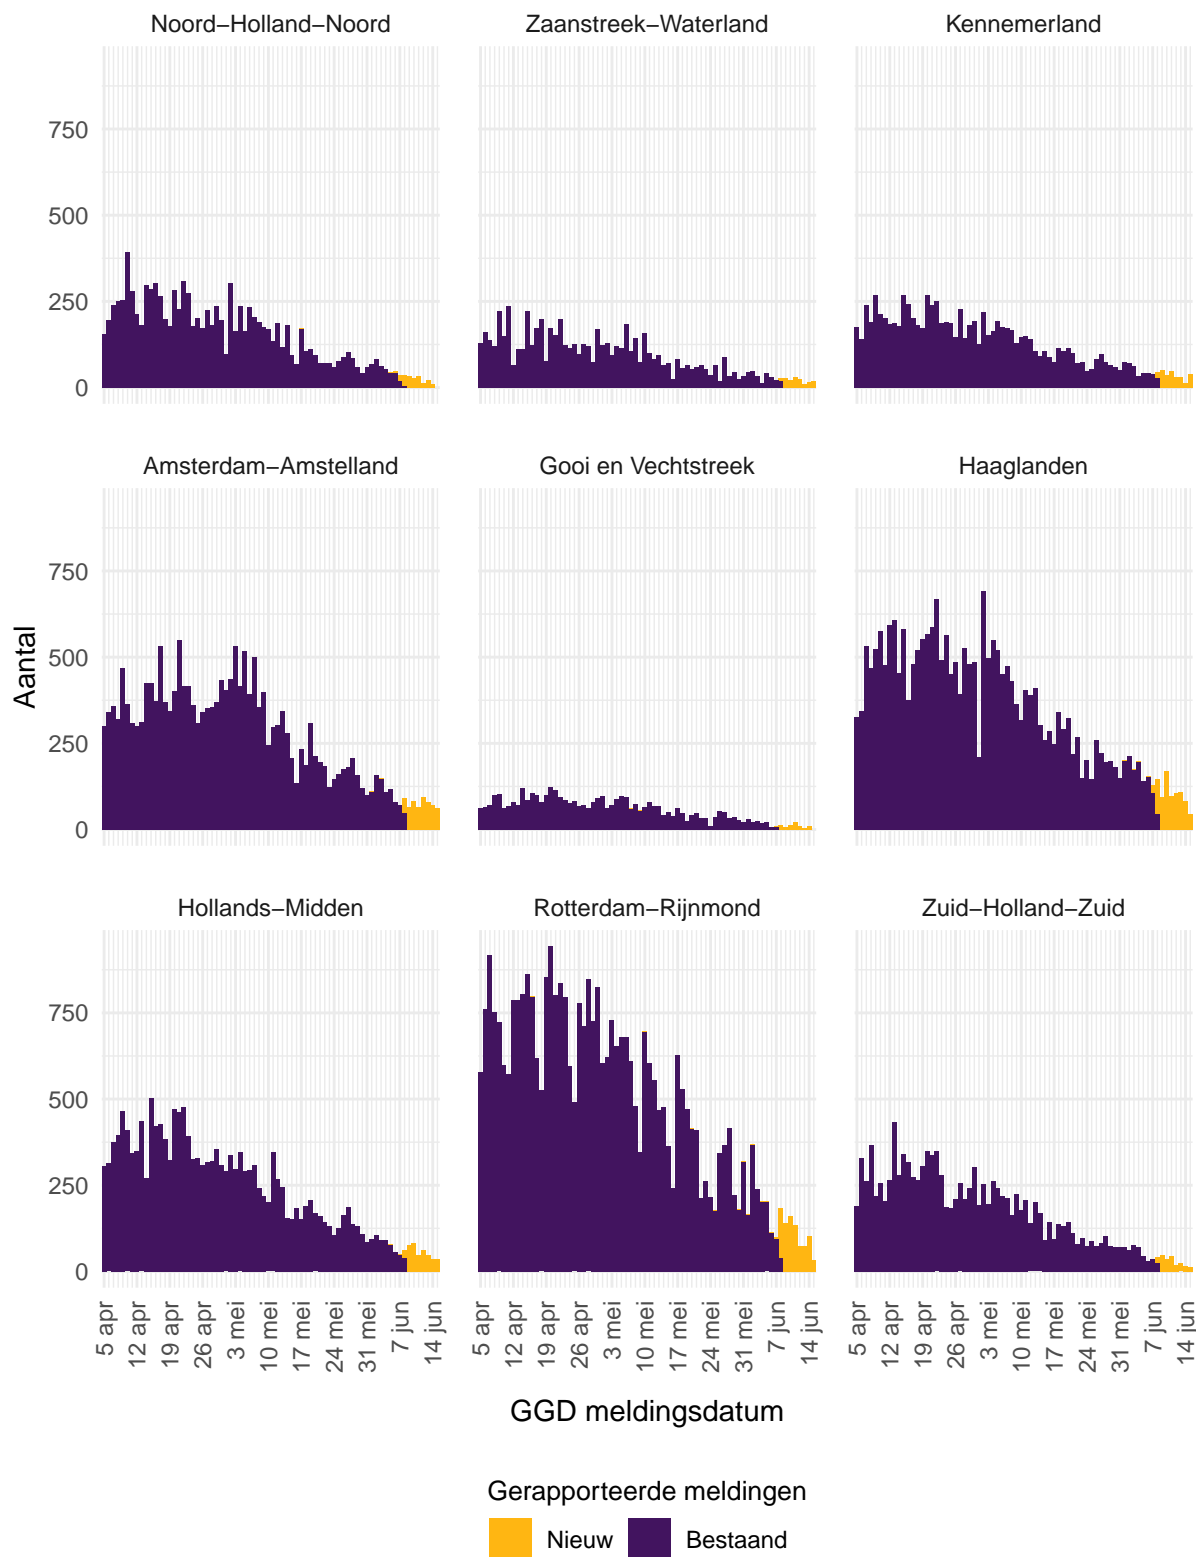 Noord−Holland−Noord Zaanstreek−Waterland Kennemerland
750
500
250
0
Amsterdam−Amstelland Gooi en Vechtstreek Haaglanden
750
500
250
0
Aantal
Hollands−Midden Rotterdam−Rijnmond Zuid−Holland−Zuid
750
500
250
0
5 apr 12 apr 19 apr 26 apr 3 mei 10 mei 17 mei 24 mei 31 mei 7 jun 14 jun 5 apr 12 apr 19 apr 26 apr 3 mei 10 mei 17 mei 24 mei 31 mei 7 jun 14 jun 5 apr 12 apr 19 apr 26 apr 3 mei 10 mei 17 mei 24 mei 31 mei 7 jun 14 jun
GGD meldingsdatum
Gerapporteerde meldingen
Nieuw Bestaand